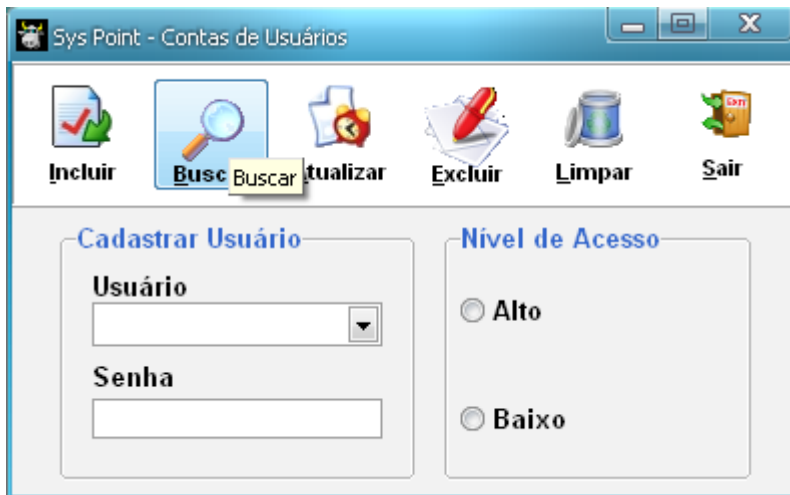 Sys Point - Contas de Usuários
Incluir Busc tualizar Excluir Limpar Sair
Buscar
Cadastrar Usuário
Nível de Acesso
Usuário
Alto
Senha
Baixo